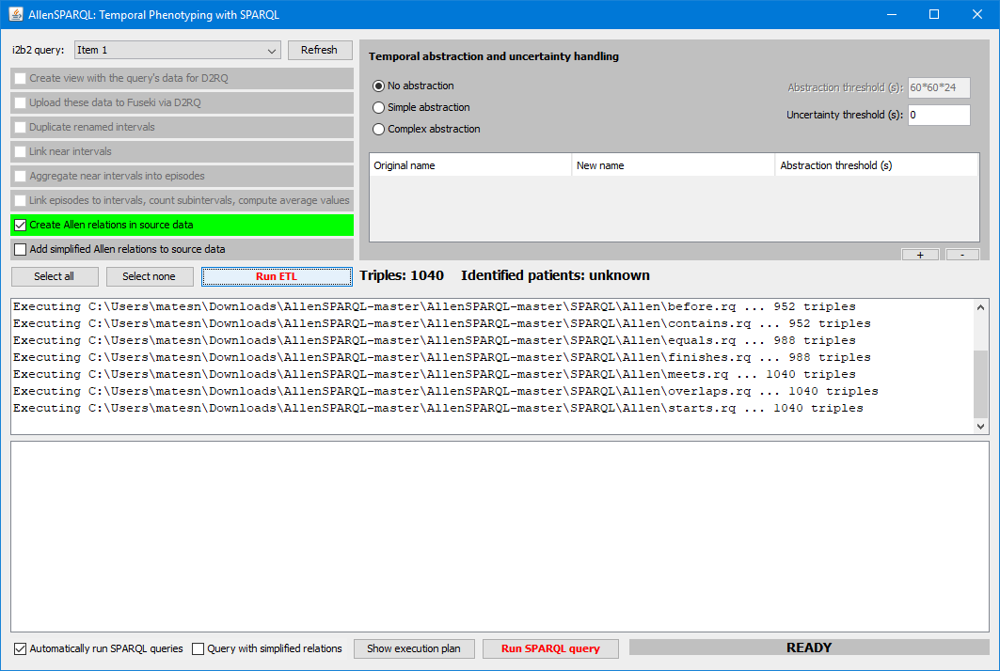 AllenSPARQL: Temporal Phenotyping with SPARQL
i2b2 query: Item 1 Refresh
Create view with the query's data for D2RQ
Upload these data to Fuseki via D2RQ
Duplicate renamed intervals
Link near intervals
Aggregate near intervals into episodes
Link episodes to intervals, count subintervals, compute average values
Create Allen relations in source data
Add simplified Allen relations to source data
Temporal abstraction and uncertainty handling
No abstraction
Simple abstraction
Complex abstraction
Abstraction threshold (s): 60*60*24
Uncertainty threshold (s): 0
Original name New name Abstraction threshold (s)
+ -
Select all Select none Run ETL Triples: 1040 Identified patients: unknown
Executing C:\Users\matesn\Downloads\AllenSPARQL-master\AllenSPARQL-master\SPARQL\Allen\before.rq ... 952 triples
Executing C:\Users\matesn\Downloads\AllenSPARQL-master\AllenSPARQL-master\SPARQL\Allen\contains.rq ... 952 triples
Executing C:\Users\matesn\Downloads\AllenSPARQL-master\AllenSPARQL-master\SPARQL\Allen\equals.rq ... 988 triples
Executing C:\Users\matesn\Downloads\AllenSPARQL-master\AllenSPARQL-master\SPARQL\Allen\finishes.rq ... 988 triples
Executing C:\Users\matesn\Downloads\AllenSPARQL-master\AllenSPARQL-master\SPARQL\Allen\meets.rq ... 1040 triples
Executing C:\Users\matesn\Downloads\AllenSPARQL-master\AllenSPARQL-master\SPARQL\Allen\overlaps.rq ... 1040 triples
Executing C:\Users\matesn\Downloads\AllenSPARQL-master\AllenSPARQL-master\SPARQL\Allen\starts.rq ... 1040 triples
Automatically run SPARQL queries Query with simplified relations Show execution plan Run SPARQL query READY